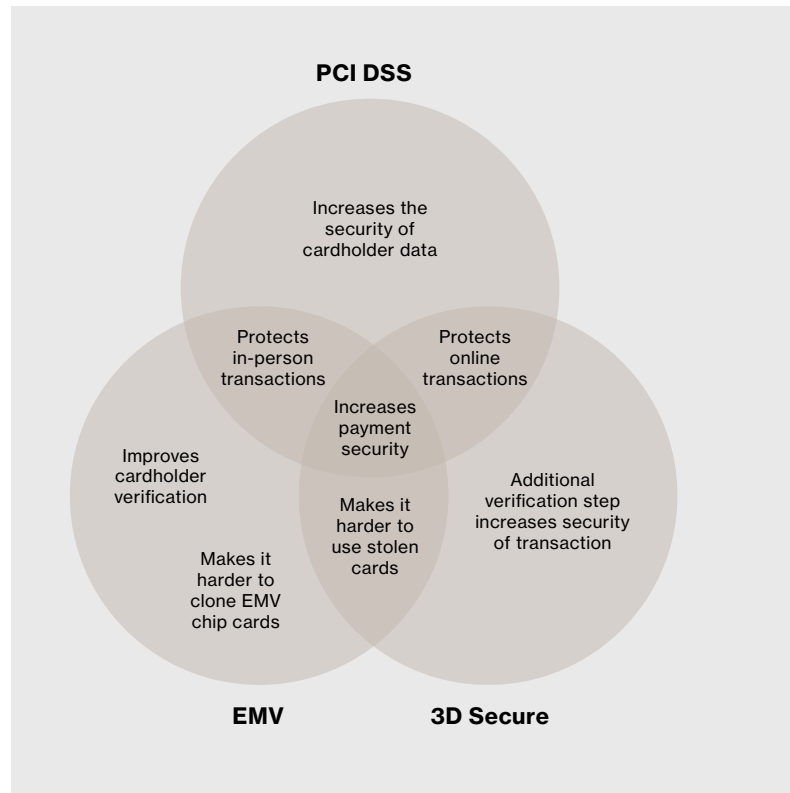 PCI DSS
Increases the
security of
cardholder data
Protects
in-person
transactions
Protects
online
transactions
Increases
payment
security
Improves
cardholder
verification
Makes it
harder to
use stolen
cards
Additional
verification step
increases security
of transaction
Makes it
harder to
clone EMV
chip cards
EMV
3D Secure